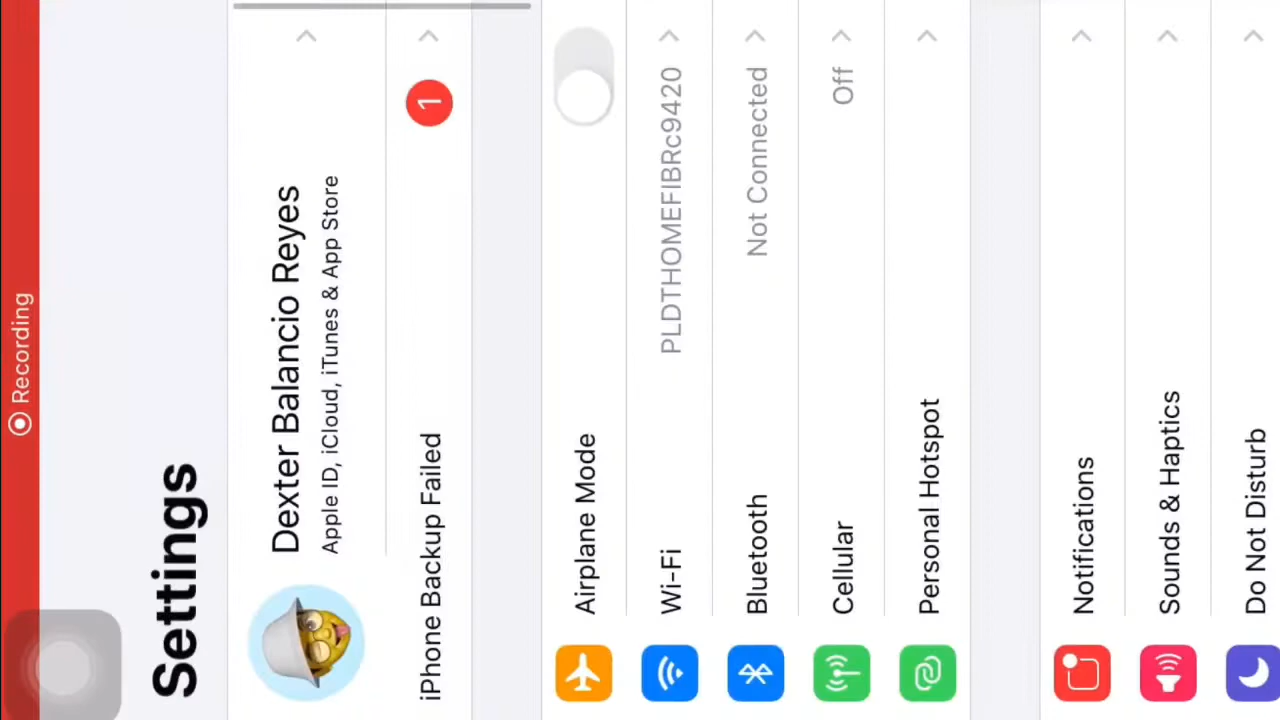 Recording
Settings
Dexter Balancio Reyes
Apple ID, iCloud, iTunes & App Store
iPhone Backup Failed 1
Airplane Mode
Wi-Fi PLDTHOMEFIBRc9420
Bluetooth Not Connected
Cellular Off
Personal Hotspot
Notifications
Sounds & Haptics
Do Not Disturb